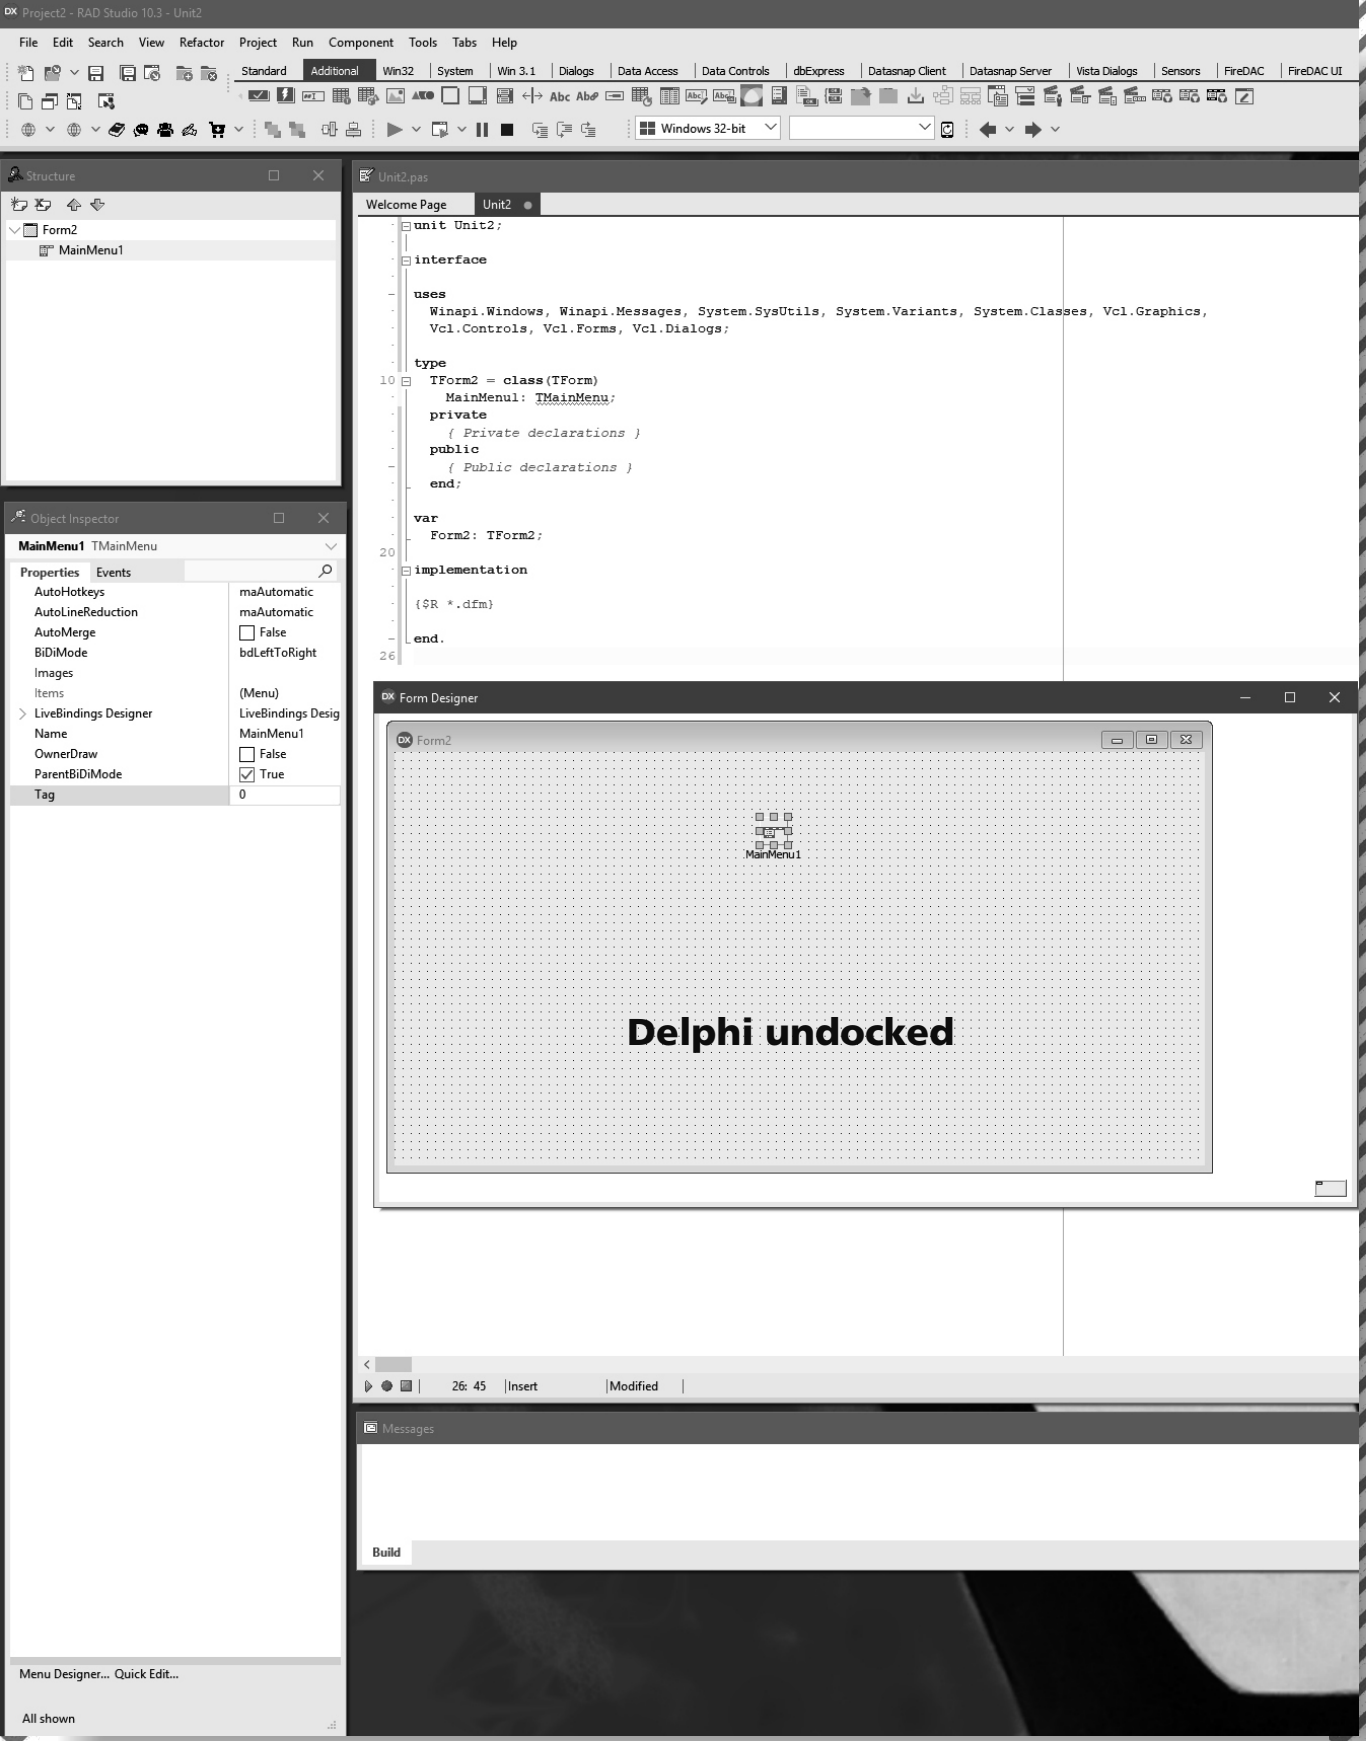 Project2 - RAD Studio 10.3 - Unit2
File Edit Search View Refactor Project Run Component Tools Tabs Help
Standard Additional Win32 System Win 3.1 Dialogs Data Access Data Controls dbExpress Datasnap Client Datasnap Server Vista Dialogs Sensors FireDAC FireDAC UI
Abc
Windows 32-bit
Structure
Form2
MainMenu1
Object Inspector
MainMenu1 TMainMenu
Properties Events
AutoHotkeys maAutomatic
AutoLineReduction maAutomatic
AutoMerge False
BiDiMode bdLeftToRight
Images
Items (Menu)
LiveBindings Designer LiveBindings Desig
Name MainMenu1
OwnerDraw False
ParentBiDiMode True
Tag 0
Menu Designer... Quick Edit...
All shown
Unit2.pas
Welcome Page Unit2
unit Unit2;
interface
uses
Winapi.Windows, Winapi.Messages, System.SysUtils, System.Variants, System.Classes, Vcl.Graphics,
Vcl.Controls, Vcl.Forms, Vcl.Dialogs;
type
10 TForm2 = class(TForm)
MainMenu1: TMainMenu;
private
{ Private declarations }
public
{ Public declarations }
end;
var
Form2: TForm2;
20
implementation
{$R *.dfm}
end.
26
DX Form Designer
DX Form2
MainMenu1
Delphi undocked
26: 45 Insert Modified
Messages
Build